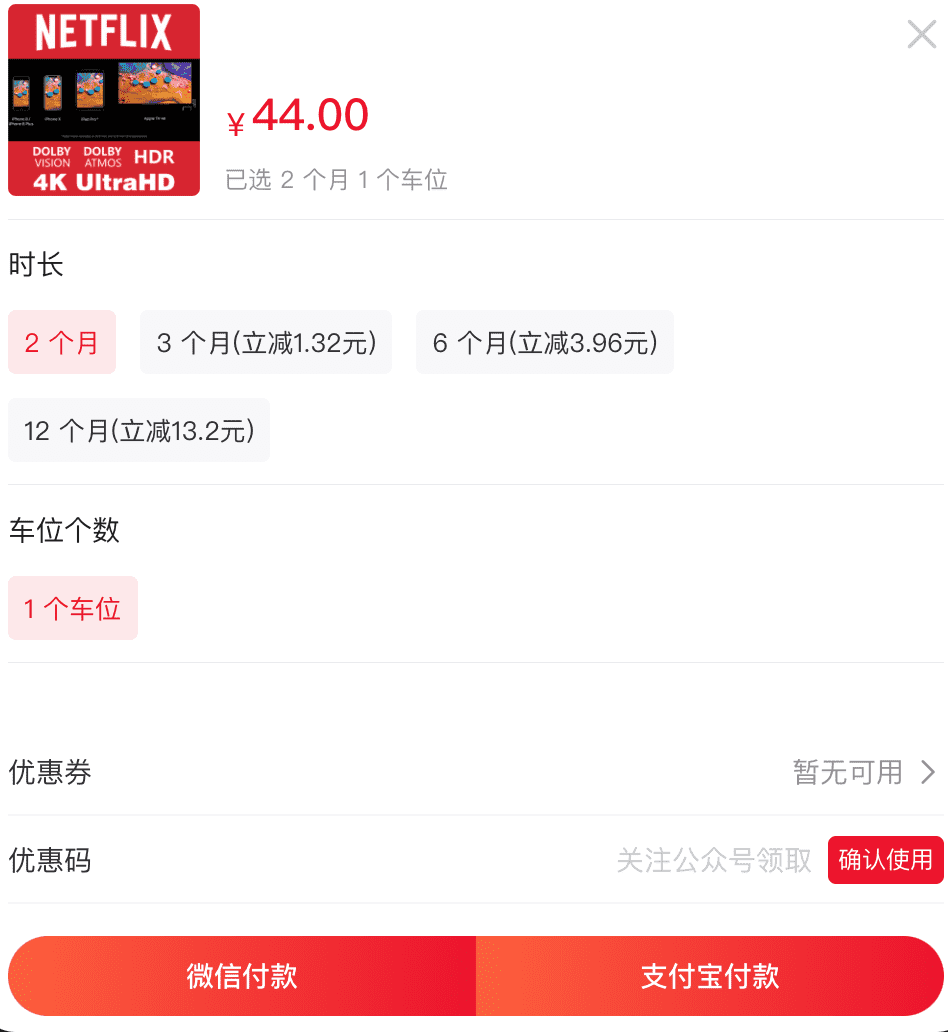 NETFLIX
DOLBY VISION DOLBY ATMOS HDR
4K UltraHD
¥ 44.00
已选 2 个月 1 个车位
时长
2 个月
3 个月(立减1.32元)
6 个月(立减3.96元)
12 个月(立减13.2元)
车位个数
1 个车位
优惠券
暂无可用
优惠码
关注公众号领取
确认使用
微信付款
支付宝付款